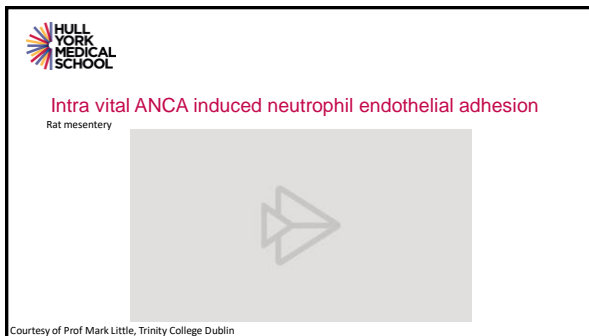 HULL
YORK
MEDICAL
SCHOOL
Intra vital ANCA induced neutrophil endothelial adhesion
Rat mesentery
Courtesy of Prof Mark Little, Trinity College Dublin